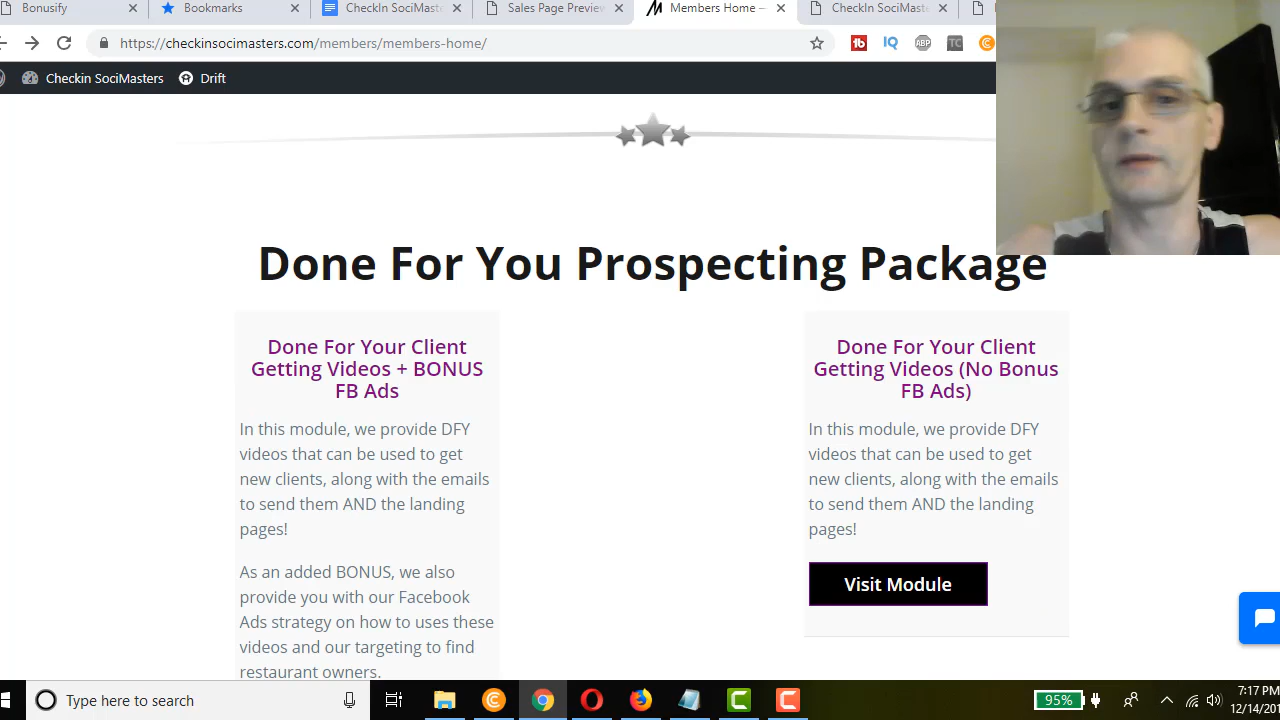 Bonusify
Bookmarks
CheckIn SociMast
Sales Page Preview
Members Home —
CheckIn SociMast
https://checkinsocimasters.com/members/members-home/
Checkin SociMasters
Drift
Done For You Prospecting Package
Done For Your Client
Getting Videos + BONUS
FB Ads
In this module, we provide DFY
videos that can be used to get
new clients, along with the emails
to send them AND the landing
pages!
As an added BONUS, we also
provide you with our Facebook
Ads strategy on how to uses these
videos and our targeting to find
restaurant owners.
Done For Your Client
Getting Videos (No Bonus
FB Ads)
In this module, we provide DFY
videos that can be used to get
new clients, along with the emails
to send them AND the landing
pages!
Visit Module
Type here to search
95%
7:17 PM
12/14/201